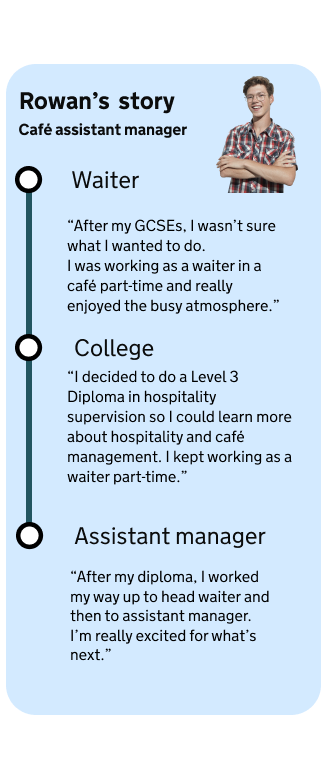 Rowan’s story
Café assistant manager
Waiter
“After my GCSEs, I wasn’t sure
what I wanted to do.
I was working as a waiter in a
café part-time and really
enjoyed the busy atmosphere.”
College
“I decided to do a Level 3
Diploma in hospitality
supervision so I could learn more
about hospitality and café
management. I kept working as a
waiter part-time.”
Assistant manager
“After my diploma, I worked
my way up to head waiter and
then to assistant manager.
I’m really excited for what’s
next.”